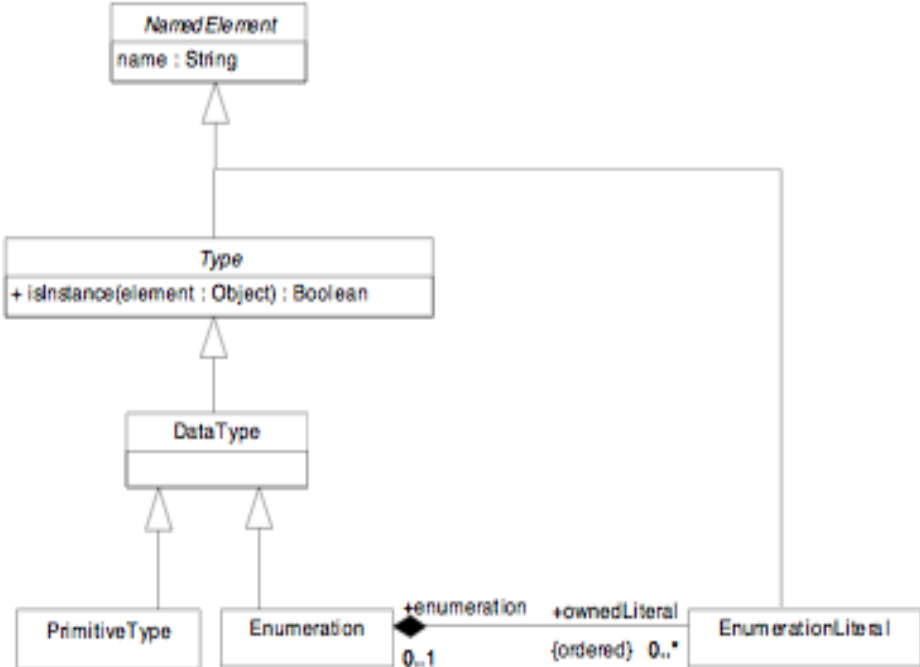 NamedElement
name : String
Type
+ isInstance(element : Object) : Boolean
DataType
PrimitiveType
Enumeration
+enumeration
0..1
+ownedLiteral
{ordered} 0..*
EnumerationLiteral